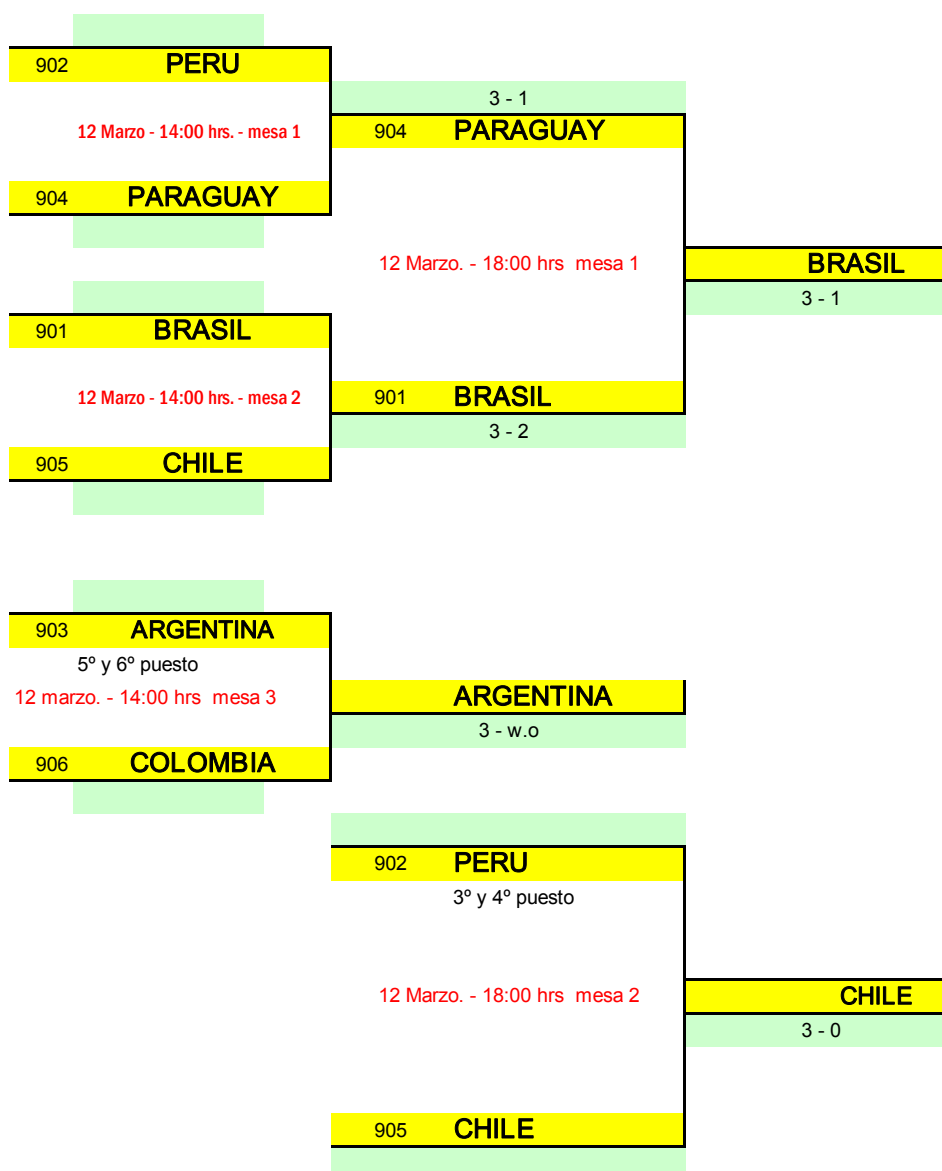 902 PERU
3 - 1
12 Marzo - 14:00 hrs. - mesa 1
904 PARAGUAY
904 PARAGUAY
12 Marzo. - 18:00 hrs mesa 1
BRASIL
3 - 1
901 BRASIL
12 Marzo - 14:00 hrs. - mesa 2
901 BRASIL
3 - 2
905 CHILE
903 ARGENTINA
5º y 6º puesto
12 marzo. - 14:00 hrs mesa 3
ARGENTINA
3 - w.o
906 COLOMBIA
902 PERU
3º y 4º puesto
12 Marzo. - 18:00 hrs mesa 2
CHILE
3 - 0
905 CHILE